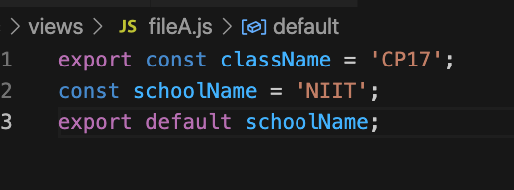 > views > JS fileA.js > default
1 export const className = 'CP17';
2 const schoolName = 'NIIT';
3 export default schoolName;